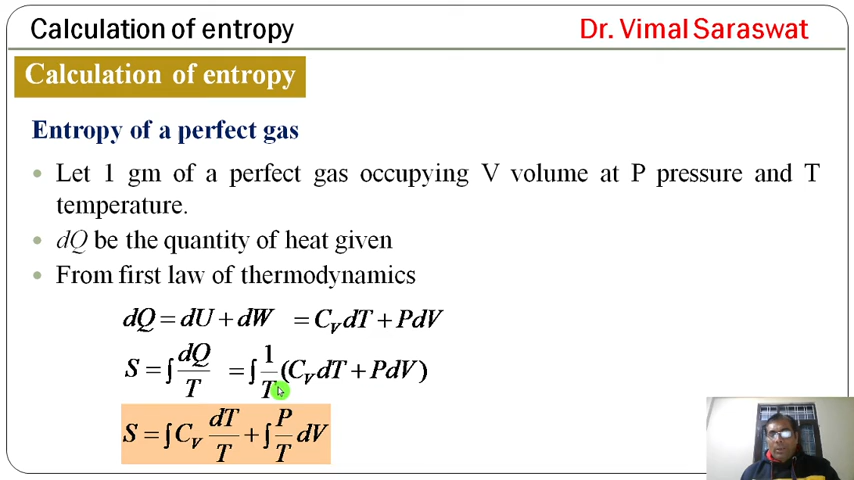 Calculation of entropy
Dr. Vimal Saraswat
Calculation of entropy
Entropy of a perfect gas
• Let 1 gm of a perfect gas occupying V volume at P pressure and T
temperature.
• dQ be the quantity of heat given
• From first law of thermodynamics
dQ = dU + dW = C_V dT + PdV
S = ∫ dQ/T = ∫ 1/T (C_V dT + PdV)
S = ∫ C_V dT/T + ∫ P/T dV